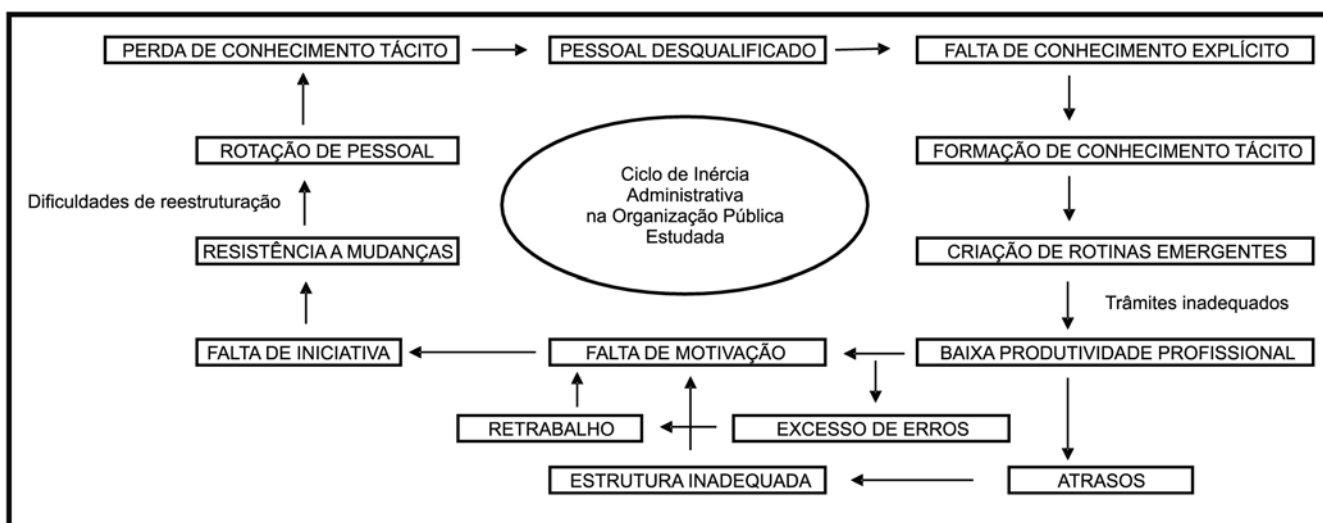 PERDA DE CONHECIMENTO TÁCITO
PESSOAL DESQUALIFICADO
FALTA DE CONHECIMENTO EXPLÍCITO
ROTAÇÃO DE PESSOAL
FORMAÇÃO DE CONHECIMENTO TÁCITO
Ciclo de Inércia
Administrativa
na Organização Pública
Estudada
Dificuldades de reestruturação
RESISTÊNCIA A MUDANÇAS
CRIAÇÃO DE ROTINAS EMERGENTES
Trâmites inadequados
FALTA DE INICIATIVA
FALTA DE MOTIVAÇÃO
BAIXA PRODUTIVIDADE PROFISSIONAL
RETRABALHO
EXCESSO DE ERROS
ESTRUTURA INADEQUADA
ATRASOS